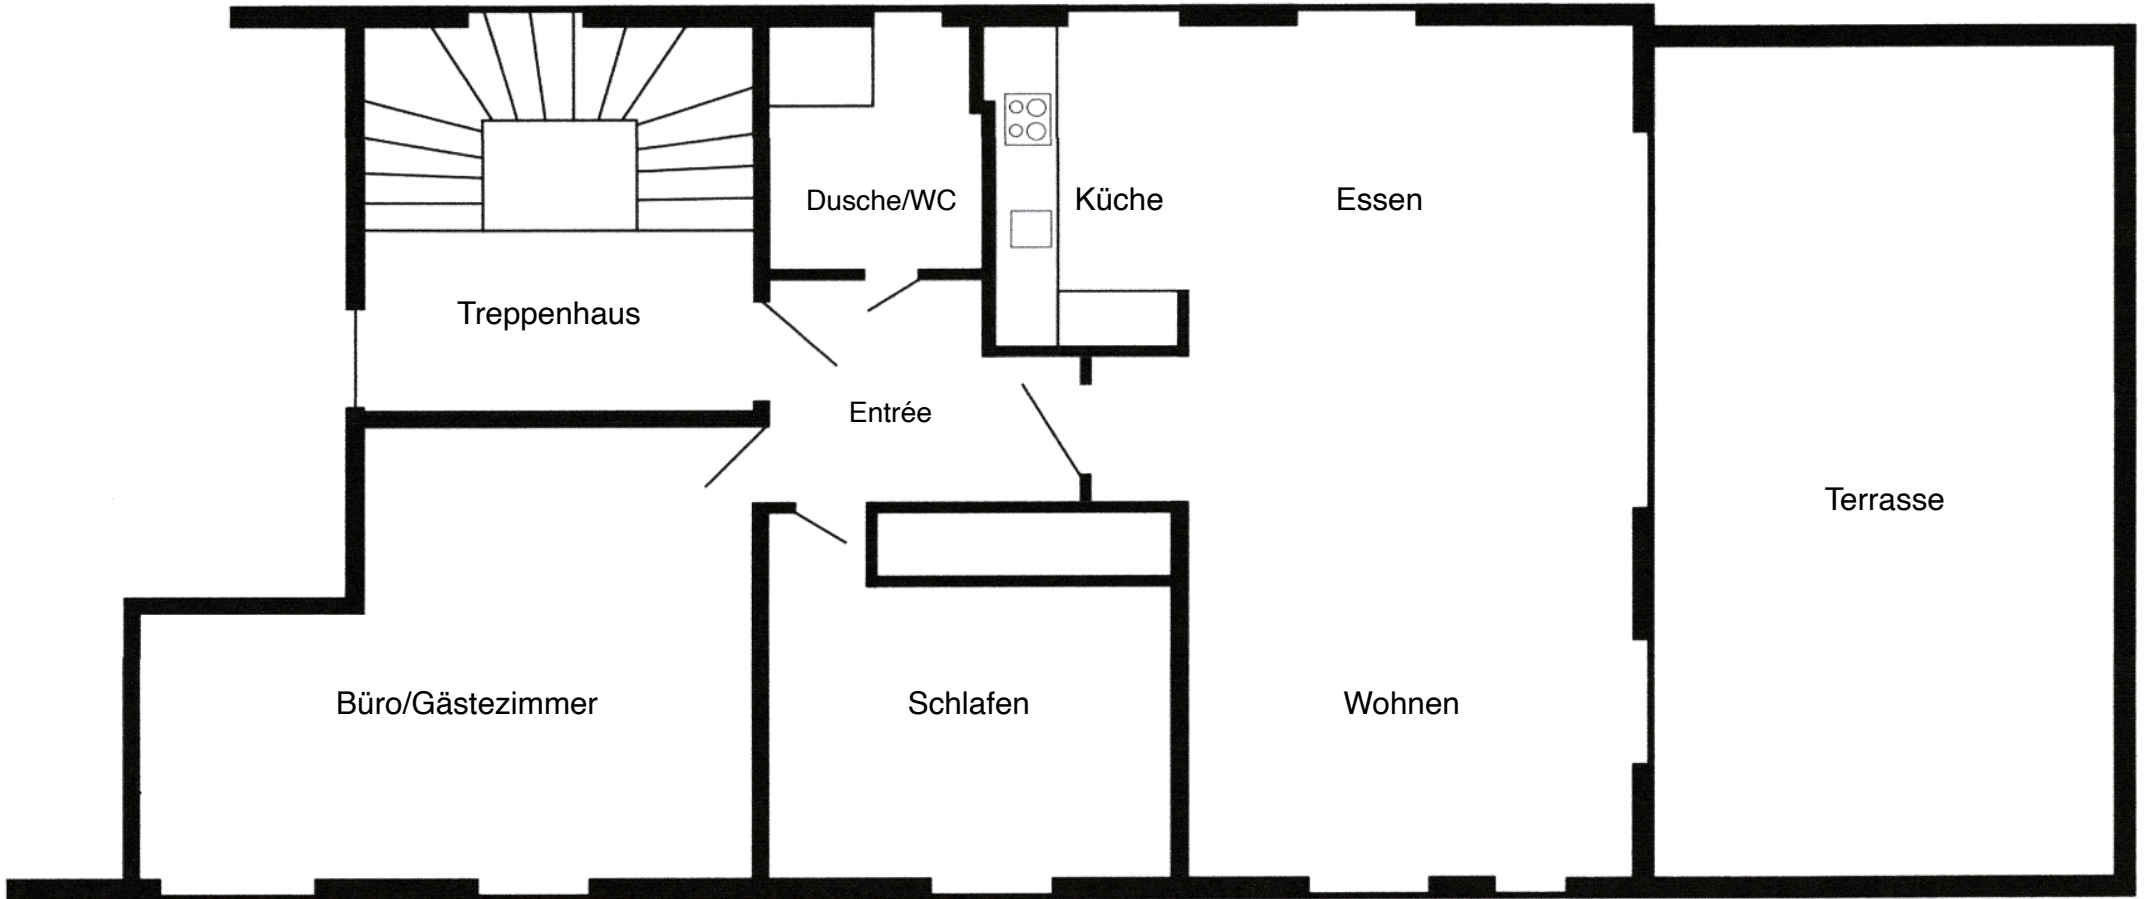 Dusche/WC
Küche
Essen
Treppenhaus
Entrée
Terrasse
Büro/Gästezimmer
Schlafen
Wohnen